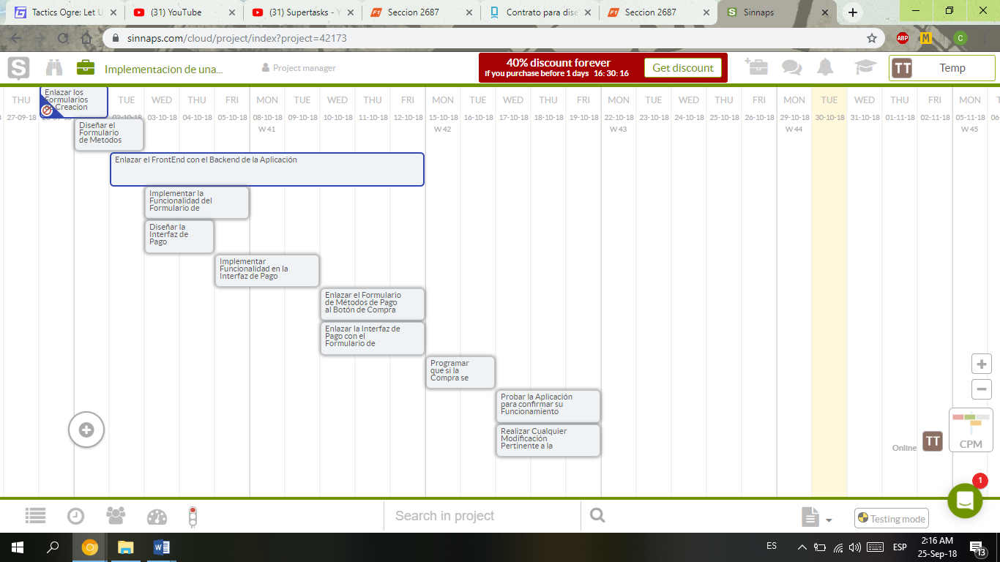 Tactics Ogre: Let U
(31) YouTube
(31) Supertasks - Y
Seccion 2687
Contrato para dise
Seccion 2687
Sinnaps
sinnaps.com/cloud/project/index?project=42173
ABP
M
C
S
Implementacion de una...
Project manager
40% discount forever
If you purchase before 1 days 16: 30: 16
Get discount
TT
Temp
THU TUE WED THU FRI MON TUE WED THU FRI MON TUE WED THU FRI MON TUE WED THU FRI MON TUE WED THU FRI MON
27-09-18 02-10-18 03-10-18 04-10-18 05-10-18 08-10-18 09-10-18 10-10-18 11-10-18 12-10-18 15-10-18 16-10-18 17-10-18 18-10-18 19-10-18 22-10-18 23-10-18 24-10-18 25-10-18 26-10-18 29-10-18 30-10-18 31-10-18 01-11-18 02-11-18 05-11-18 06
W 41 W 42 W 43 W 44 W 45
Enlazar los
Formularios
de Creacion
Diseñar el
Formulario
de Metodos
Enlazar el FrontEnd con el Backend de la Aplicación
Implementar la
Funcionalidad del
Formulario de
Diseñar la
Interfaz de
Pago
Implementar
Funcionalidad en la
Interfaz de Pago
Enlazar el Formulario
de Métodos de Pago
al Botón de Compra
Enlazar la Interfaz de
Pago con el
Formulario de
Programar
que si la
Compra se
Probar la Aplicación
para confirmar su
Funcionamiento
Realizar Cualquier
Modificación
Pertinente a la
Online
TT
CPM
1
Search in project
Testing mode
ES
ESP
2:16 AM
25-Sep-18
13